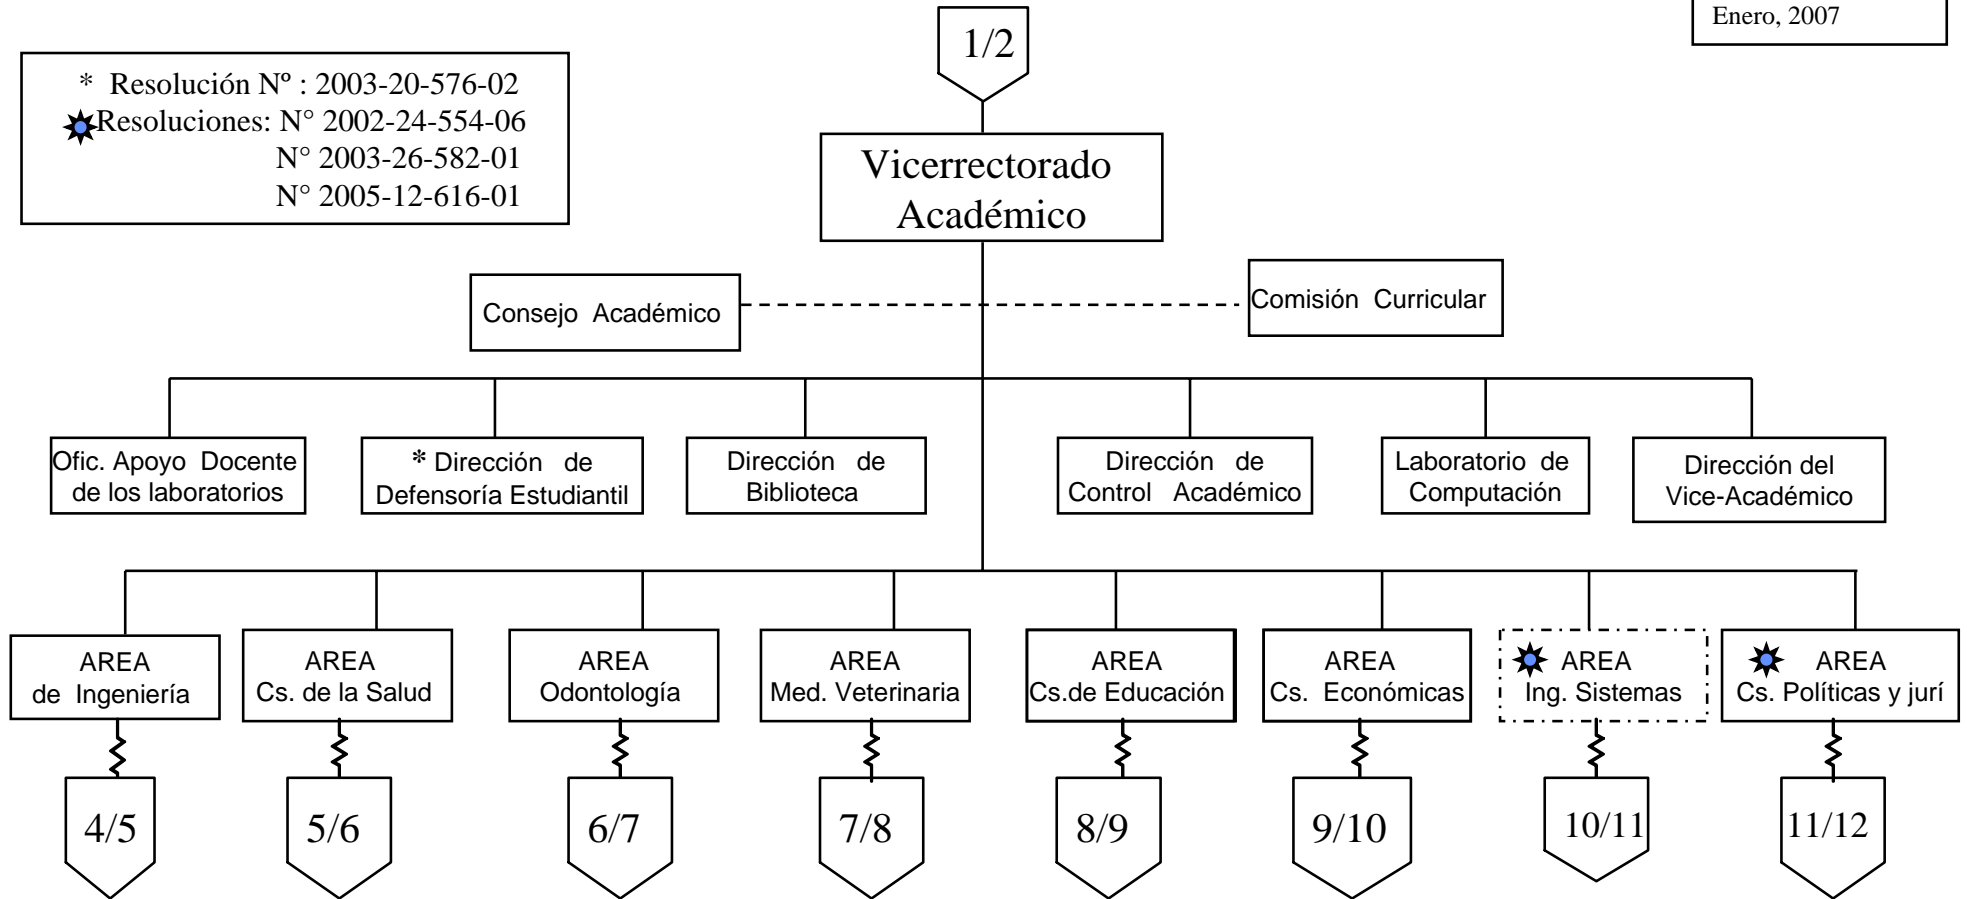 Enero, 2007
1/2
* Resolución Nº : 2003-20-576-02
Resoluciones: N° 2002-24-554-06
N° 2003-26-582-01
N° 2005-12-616-01
Vicerrectorado
Académico
Consejo Académico
Comisión Curricular
Ofic. Apoyo Docente
de los laboratorios
* Dirección de
Defensoría Estudiantil
Dirección de
Biblioteca
Dirección de
Control Académico
Laboratorio de
Computación
Dirección del
Vice-Académico
AREA
de Ingeniería
AREA
Cs. de la Salud
AREA
Odontología
AREA
Med. Veterinaria
AREA
Cs.de Educación
AREA
Cs. Económicas
AREA
Ing. Sistemas
AREA
Cs. Políticas y jurí
4/5
5/6
6/7
7/8
8/9
9/10
10/11
11/12